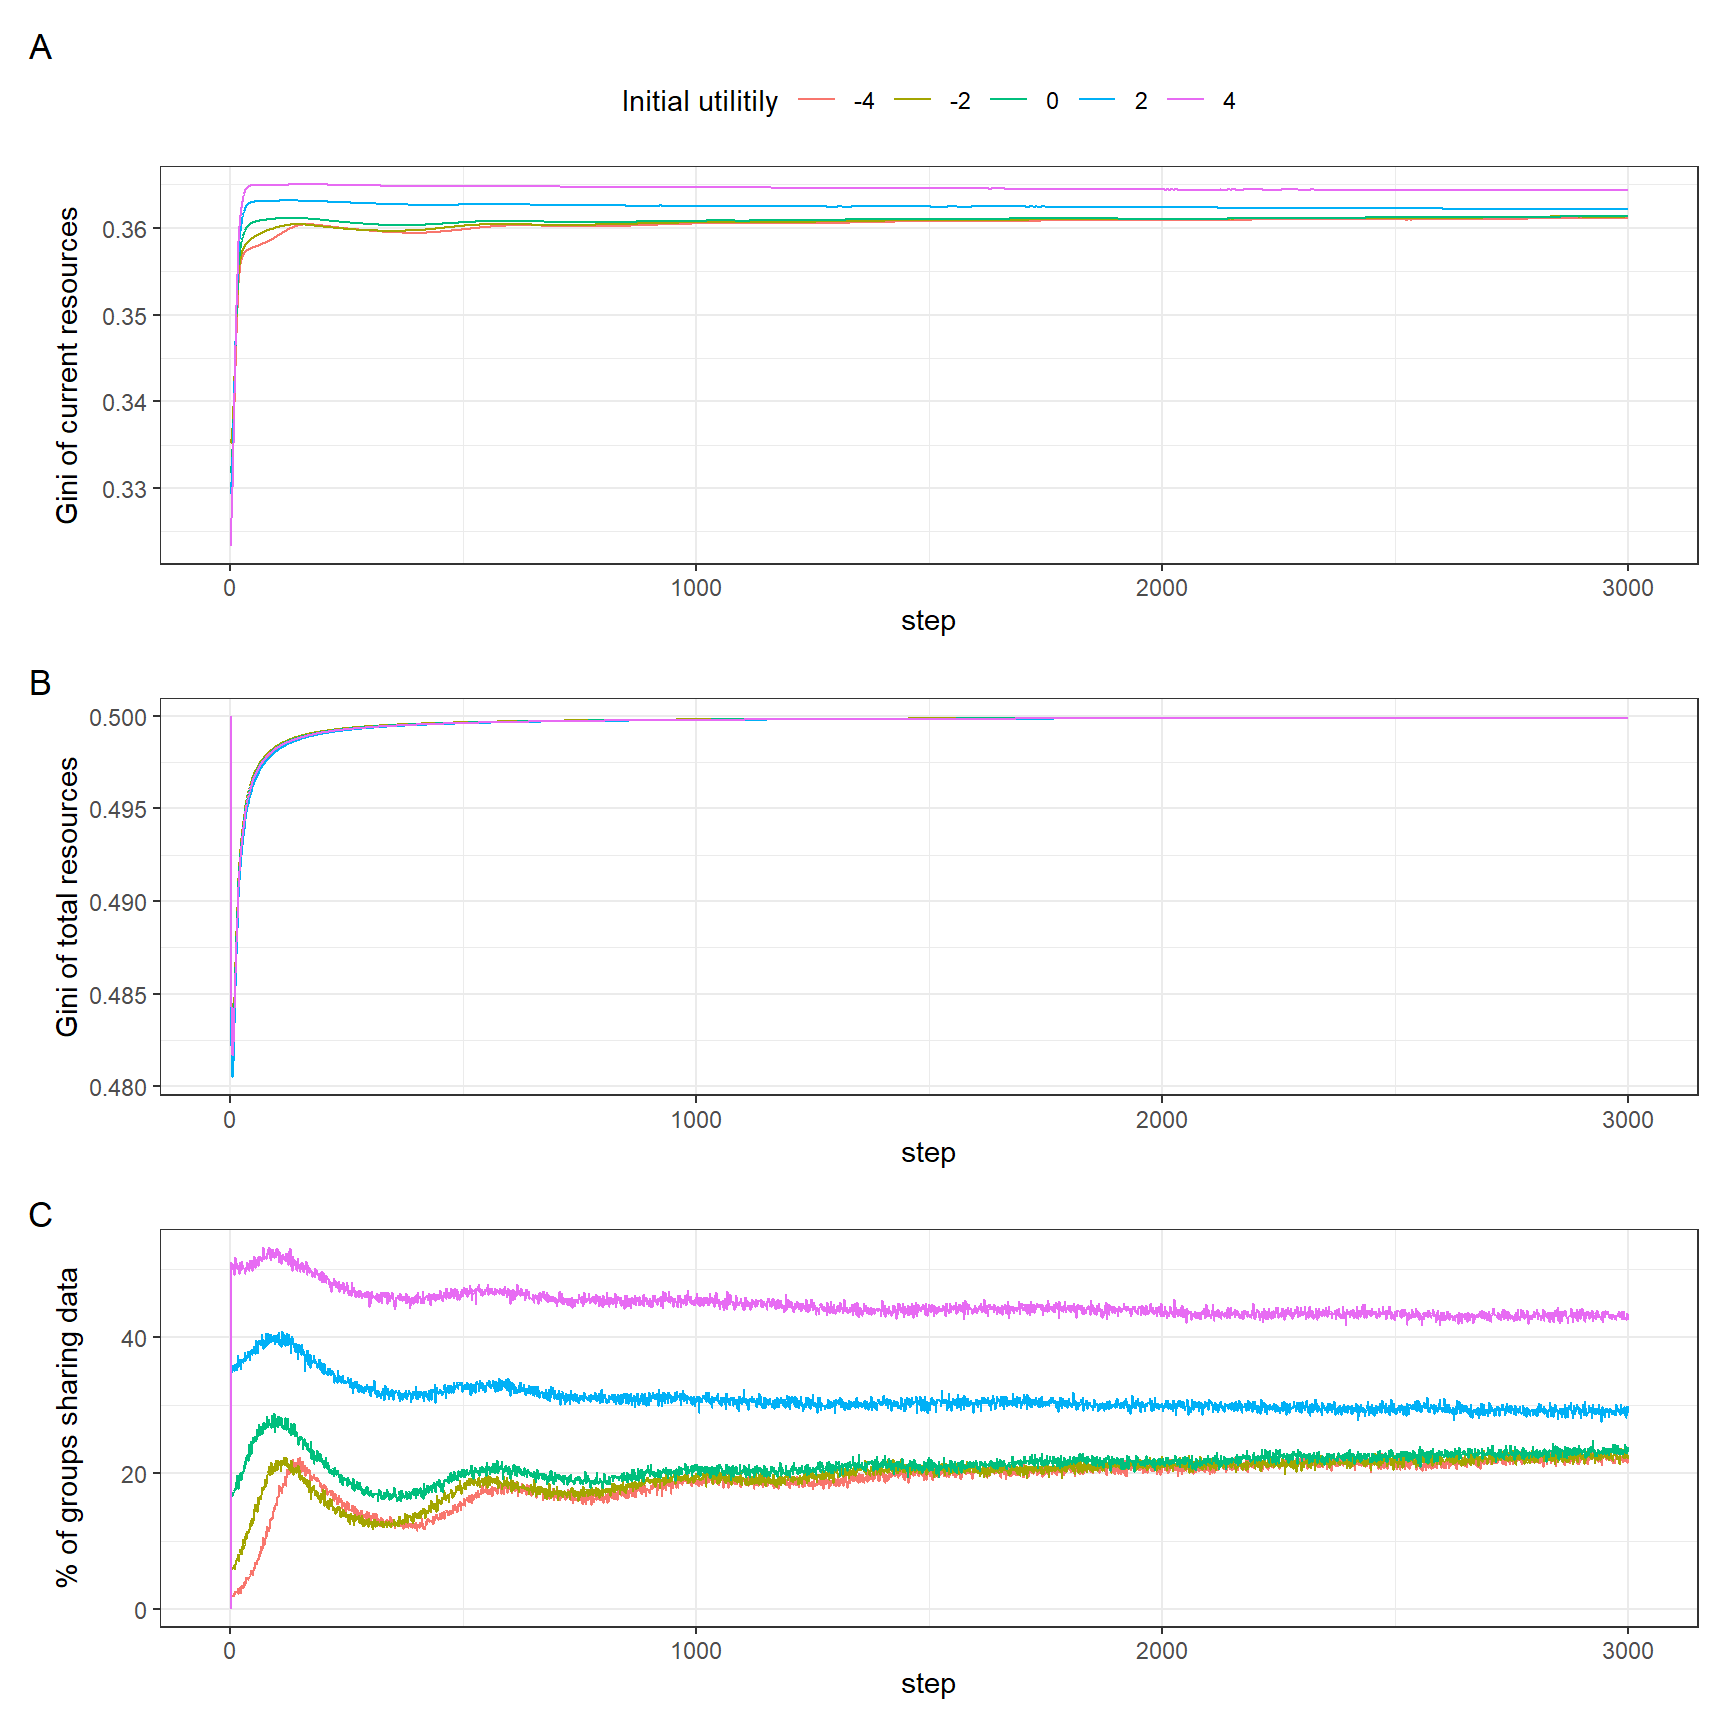 A
Initial utilitily -4 -2 0 2 4
Gini of current resources
0.36
0.35
0.34
0.33
0 1000 2000 3000
step
B
Gini of total resources
0.500
0.495
0.490
0.485
0.480
0 1000 2000 3000
step
C
% of groups sharing data
40
20
0
0 1000 2000 3000
step